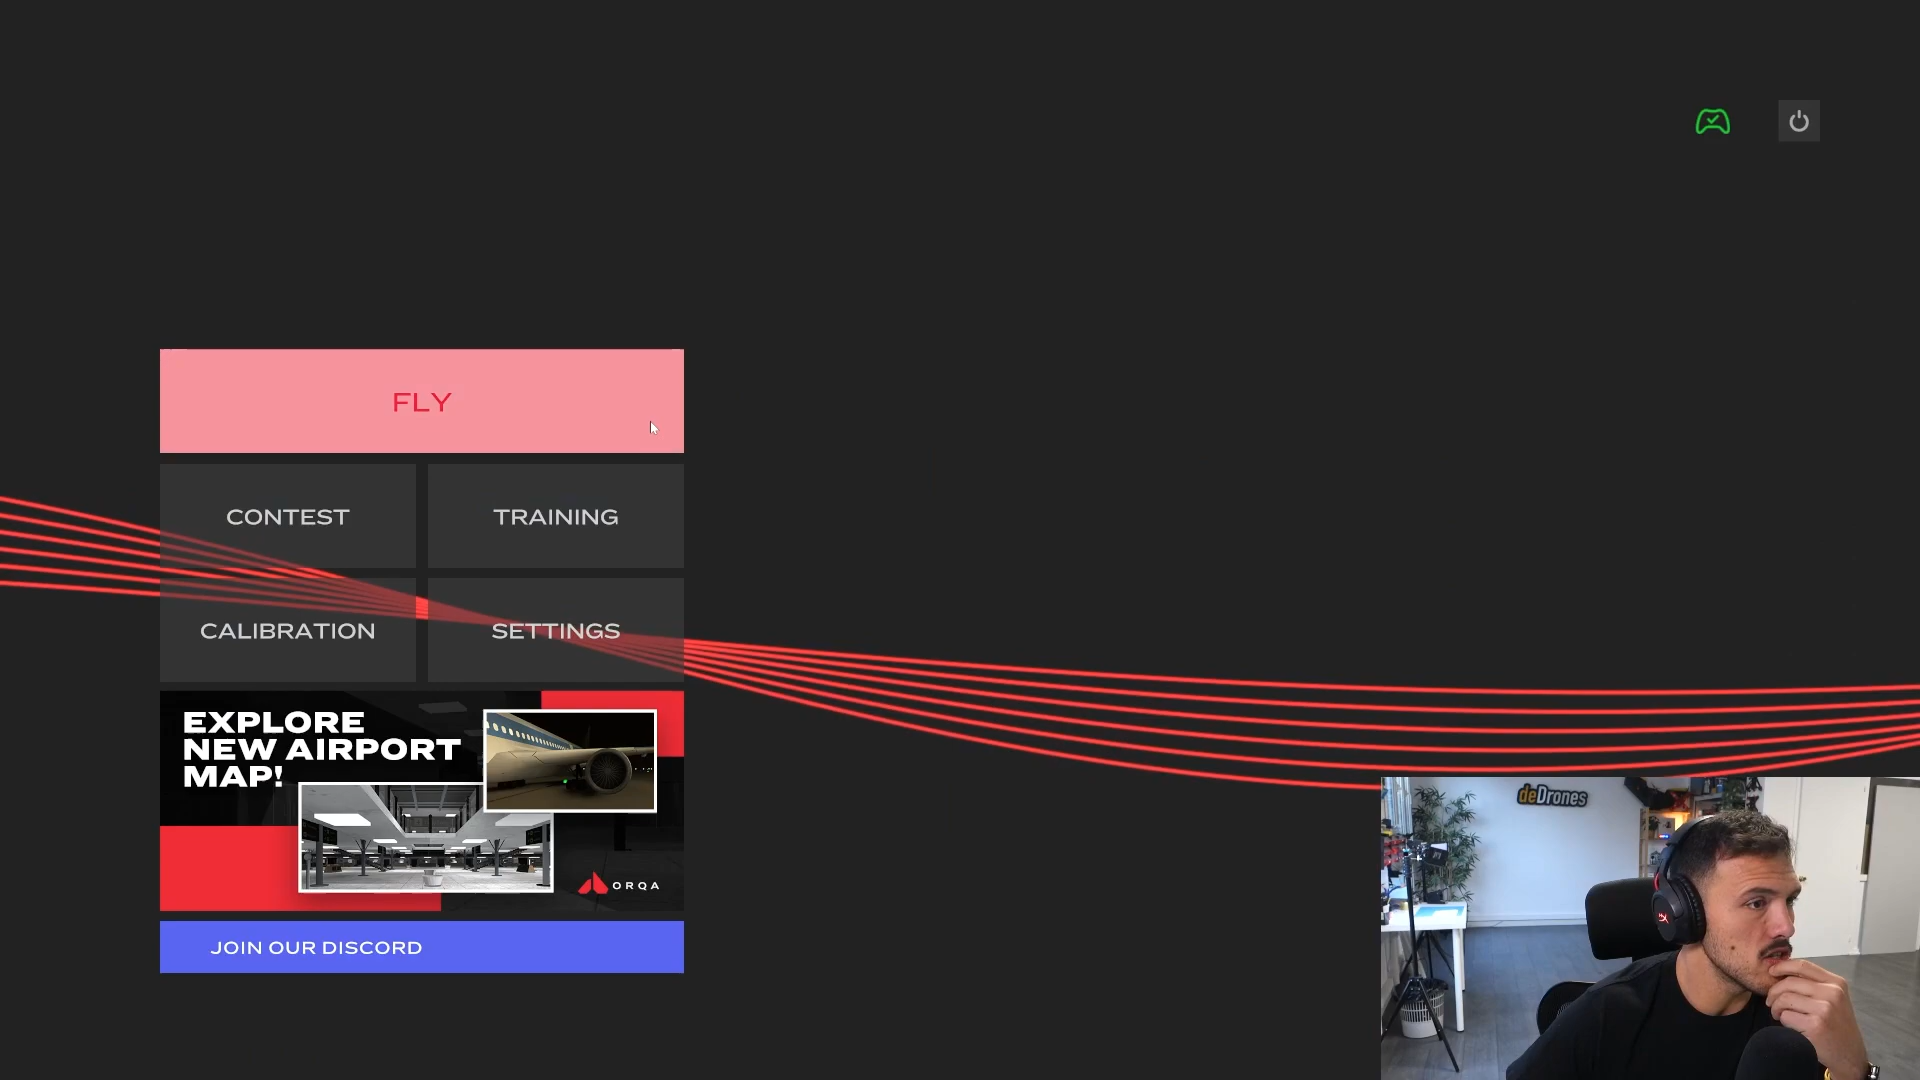 FLY
CONTEST
TRAINING
CALIBRATION
SETTINGS
EXPLORE
NEW AIRPORT
MAP!
ORQA
JOIN OUR DISCORD
deDrones